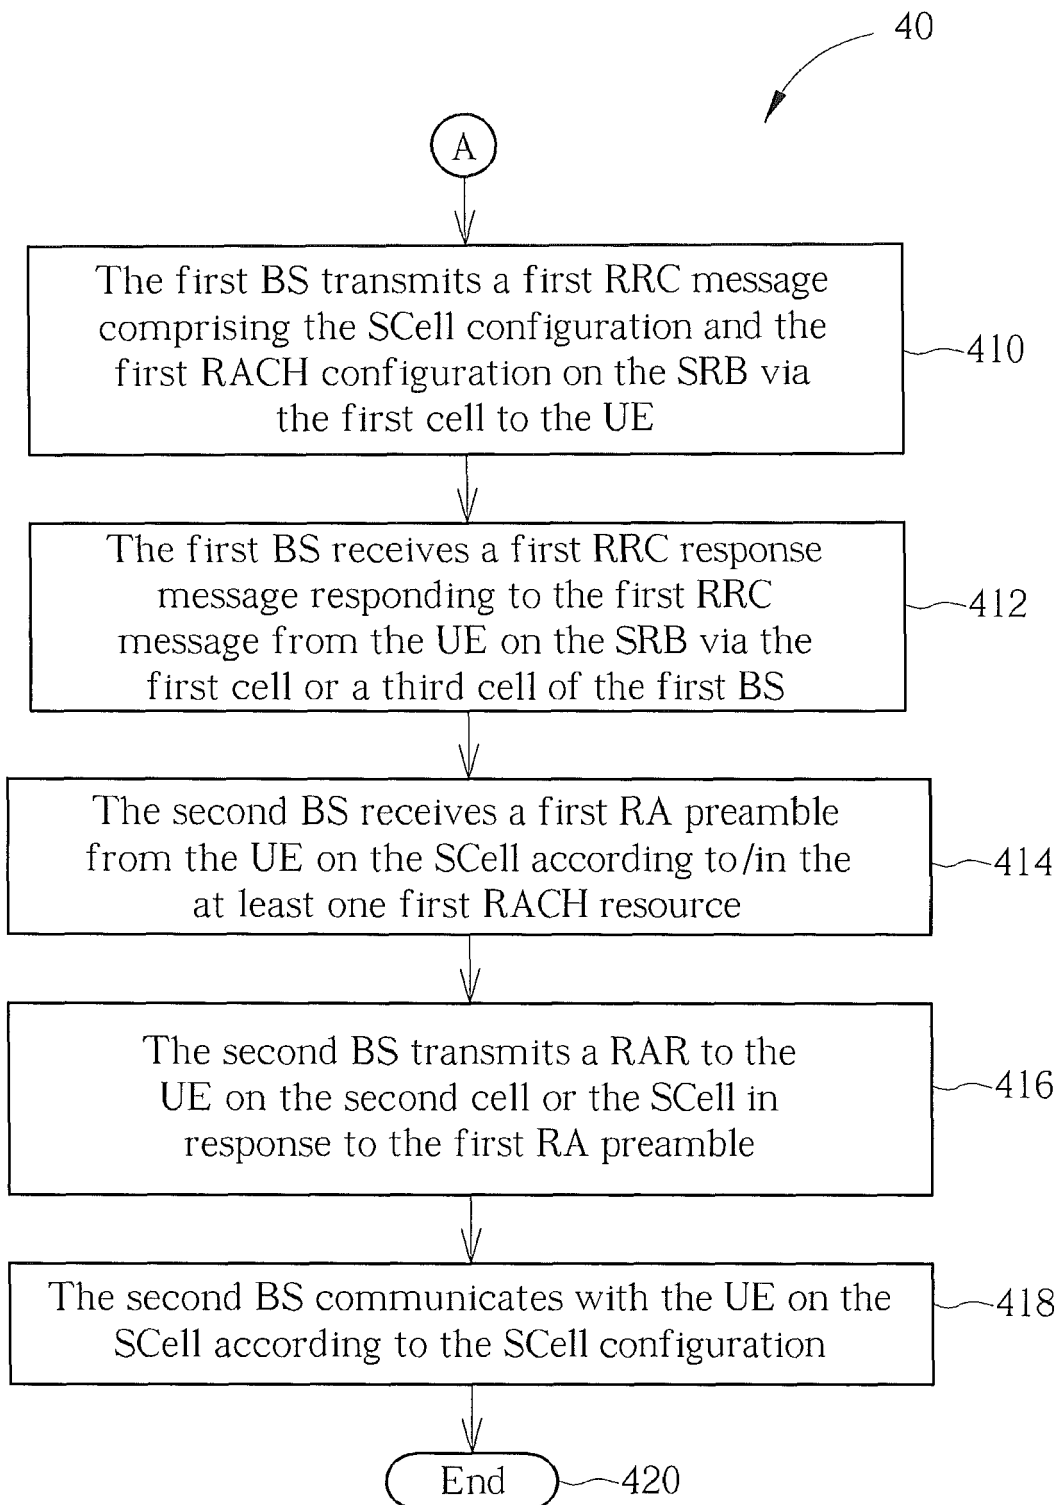 40
A
The first BS transmits a first RRC message
comprising the SCell configuration and the
first RACH configuration on the SRB via
the first cell to the UE
410
The first BS receives a first RRC response
message responding to the first RRC
message from the UE on the SRB via the
first cell or a third cell of the first BS
412
The second BS receives a first RA preamble
from the UE on the SCell according to/in the
at least one first RACH resource
414
The second BS transmits a RAR to the
UE on the second cell or the SCell in
response to the first RA preamble
416
The second BS communicates with the UE on the
SCell according to the SCell configuration
418
End
420